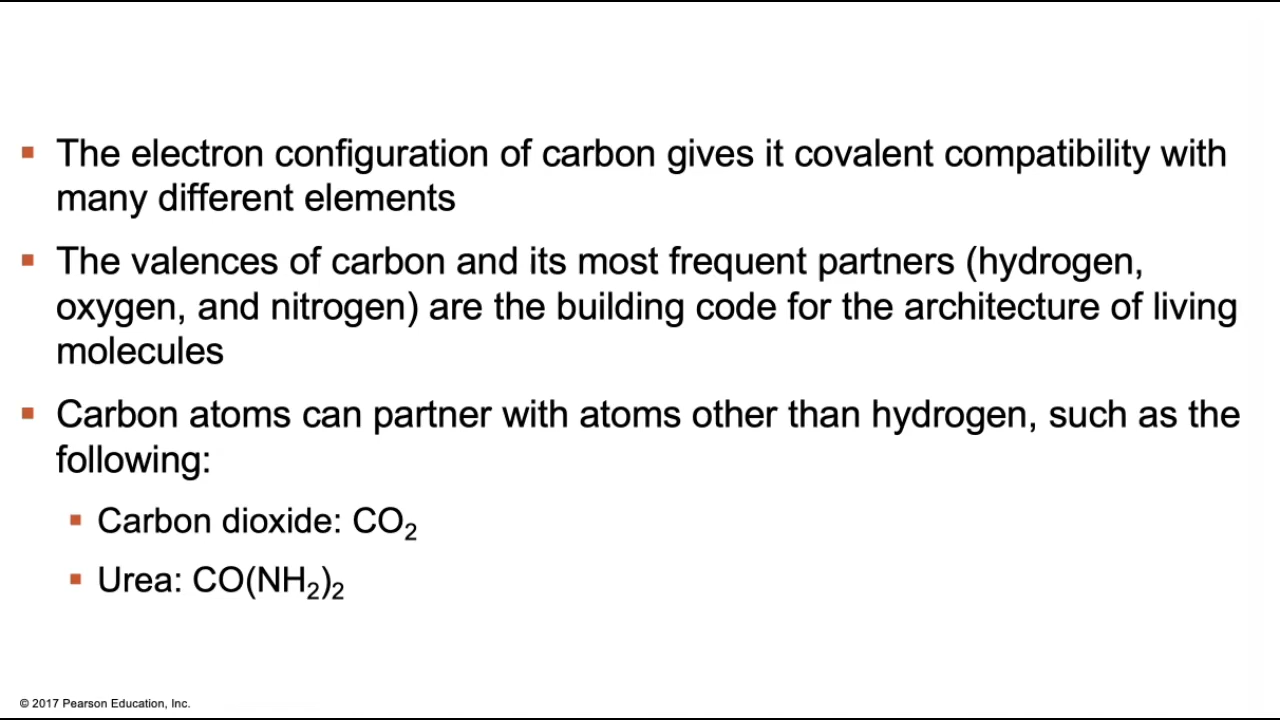 ▪ The electron configuration of carbon gives it covalent compatibility with
many different elements
▪ The valences of carbon and its most frequent partners (hydrogen,
oxygen, and nitrogen) are the building code for the architecture of living
molecules
▪ Carbon atoms can partner with atoms other than hydrogen, such as the
following:
▪ Carbon dioxide: CO₂
▪ Urea: CO(NH₂)₂
© 2017 Pearson Education, Inc.